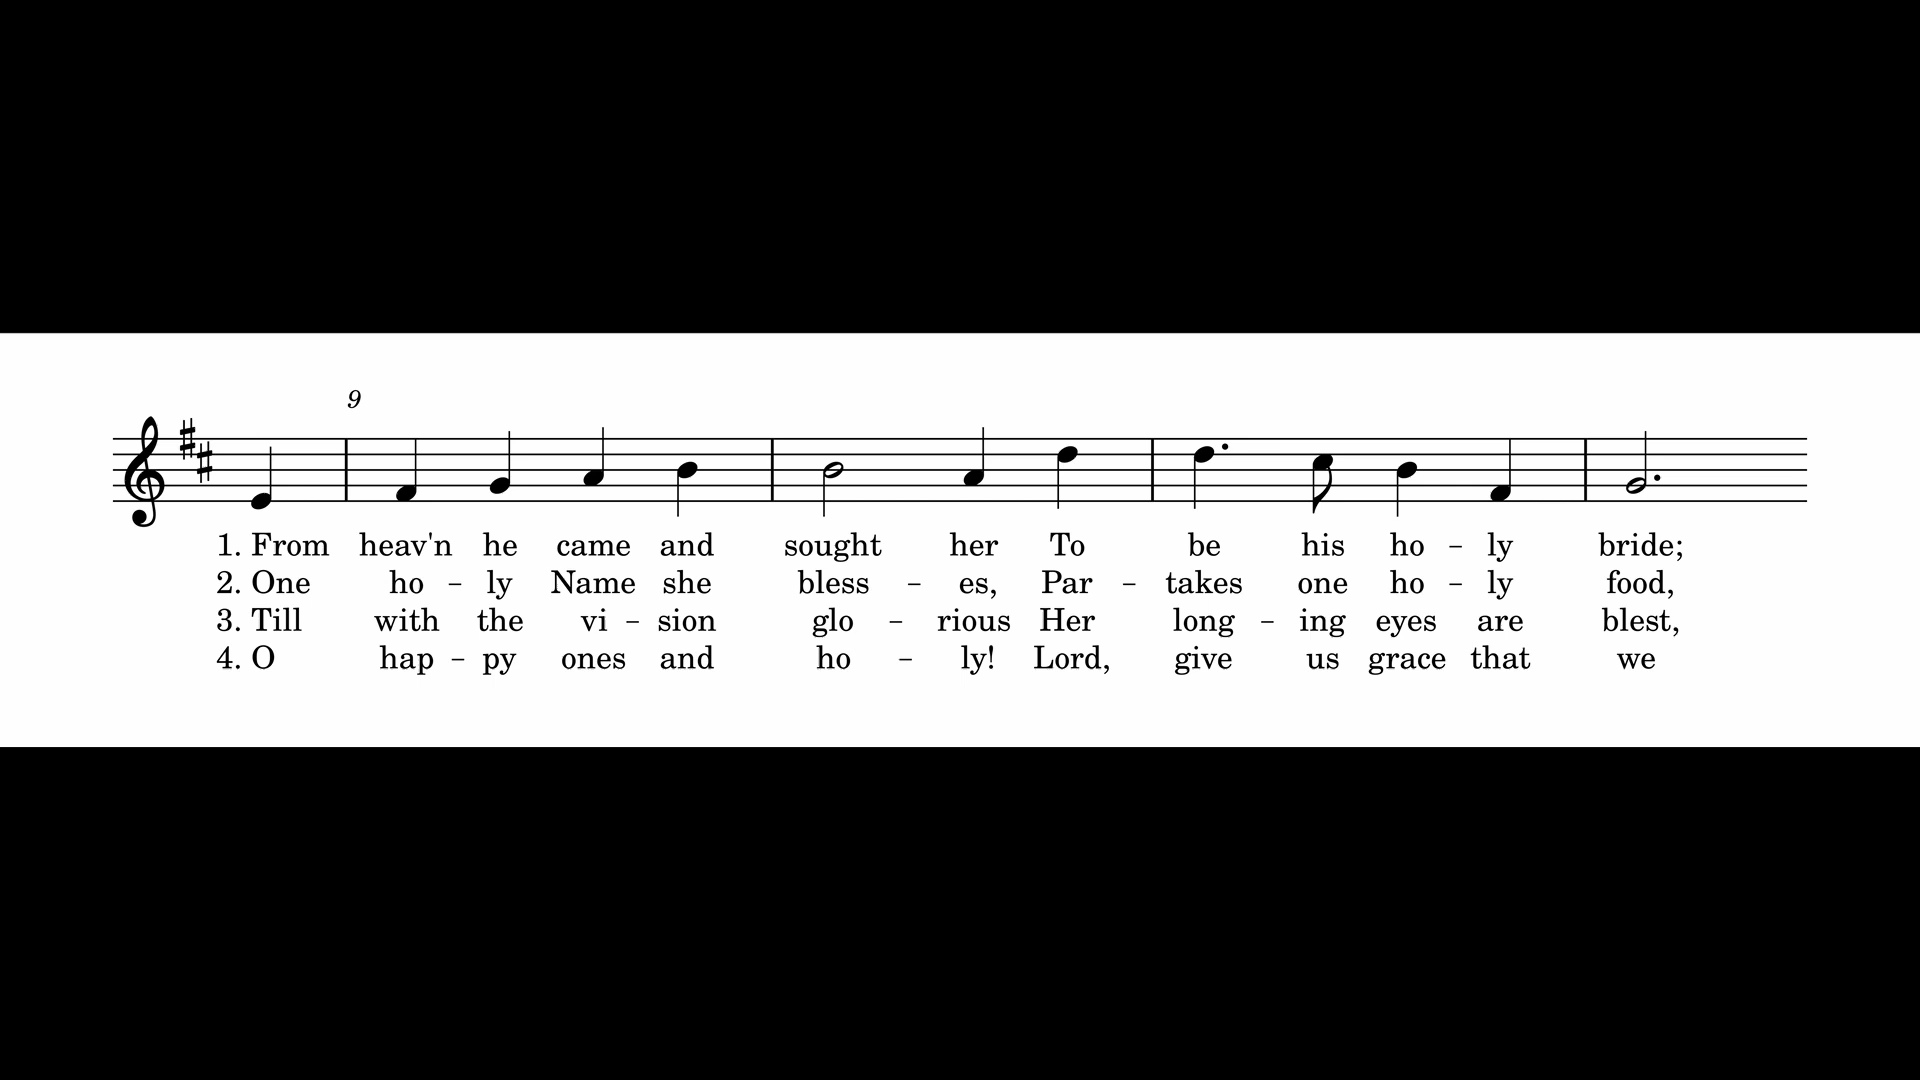 9
1. From heav'n he came and sought her To be his ho - ly bride;
2. One ho - ly Name she bless - es, Par - takes one ho - ly food,
3. Till with the vi - sion glo - rious Her long - ing eyes are blest,
4. O hap - py ones and ho - ly! Lord, give us grace that we